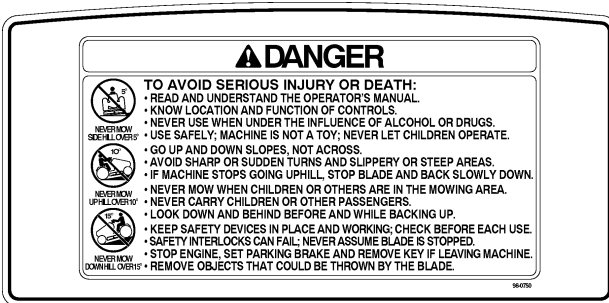 DANGER
TO AVOID SERIOUS INJURY OR DEATH:
• READ AND UNDERSTAND THE OPERATOR'S MANUAL.
• KNOW LOCATION AND FUNCTION OF CONTROLS.
• NEVER USE WHEN UNDER THE INFLUENCE OF ALCOHOL OR DRUGS.
• USE SAFELY; MACHINE IS NOT A TOY; NEVER LET CHILDREN OPERATE.
• GO UP AND DOWN SLOPES, NOT ACROSS.
• AVOID SHARP OR SUDDEN TURNS AND SLIPPERY OR STEEP AREAS.
• IF MACHINE STOPS GOING UPHILL, STOP BLADE AND BACK SLOWLY DOWN.
• NEVER MOW WHEN CHILDREN OR OTHERS ARE IN THE MOWING AREA.
• NEVER CARRY CHILDREN OR OTHER PASSENGERS.
• LOOK DOWN AND BEHIND BEFORE AND WHILE BACKING UP.
• KEEP SAFETY DEVICES IN PLACE AND WORKING; CHECK BEFORE EACH USE.
• SAFETY INTERLOCKS CAN FAIL; NEVER ASSUME BLADE IS STOPPED.
• STOP ENGINE, SET PARKING BRAKE AND REMOVE KEY IF LEAVING MACHINE.
• REMOVE OBJECTS THAT COULD BE THROWN BY THE BLADE.
5°
NEVER MOW
SIDE HILL OVER 5°
10°
NEVER MOW
UP HILL OVER 10°
15°
NEVER MOW
DOWN HILL OVER 15°
98-0750